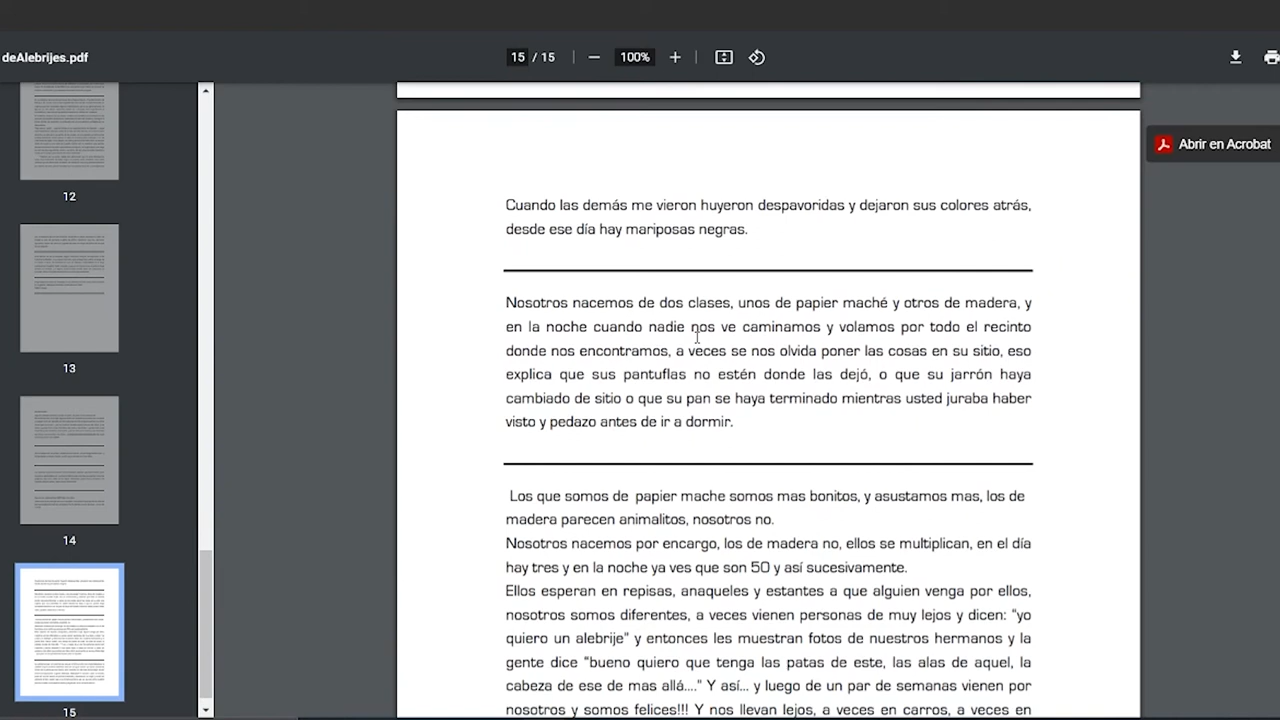 deAlebrijes.pdf
15 / 15
100%
Abrir en Acrobat
12
13
14
15
Cuando las demás me vieron huyeron despavoridas y dejaron sus colores atrás,
desde ese día hay mariposas negras.
Nosotros nacemos de dos clases, unos de papier maché y otros de madera, y
en la noche cuando nadie nos ve caminamos y volamos por todo el recinto
donde nos encontramos, a veces se nos olvida poner las cosas en su sitio, eso
explica que sus pantuflas no estén donde las dejó, o que su jarrón haya
cambiado de sitio o que su pan se haya terminado mientras usted juraba haber
visto y pedazo antes de ir a dormir.
Los que somos de papier mache somos mas bonitos, y asustamos mas, los de
madera parecen animalitos, nosotros no.
Nosotros nacemos por encargo, los de madera no, ellos se multiplican, en el día
hay tres y en la noche ya ves que son 50 y así sucesivamente.
Ellos esperan en repisas, anaqueles, estantes a que alguien venga por ellos,
nosotros somos diferentes, a veces vienen personas de muy lejos y dicen: "yo
quiero un alebrije" y entonces les muestran fotos de nuestros hermanos y la
gente dice "bueno quiero que tenga las patas de este, las alas de aquel, la
cabeza de ese de mas allá...." Y así... y luego de un par de semanas vienen por
nosotros y somos felices!!! Y nos llevan lejos, a veces en carros, a veces en